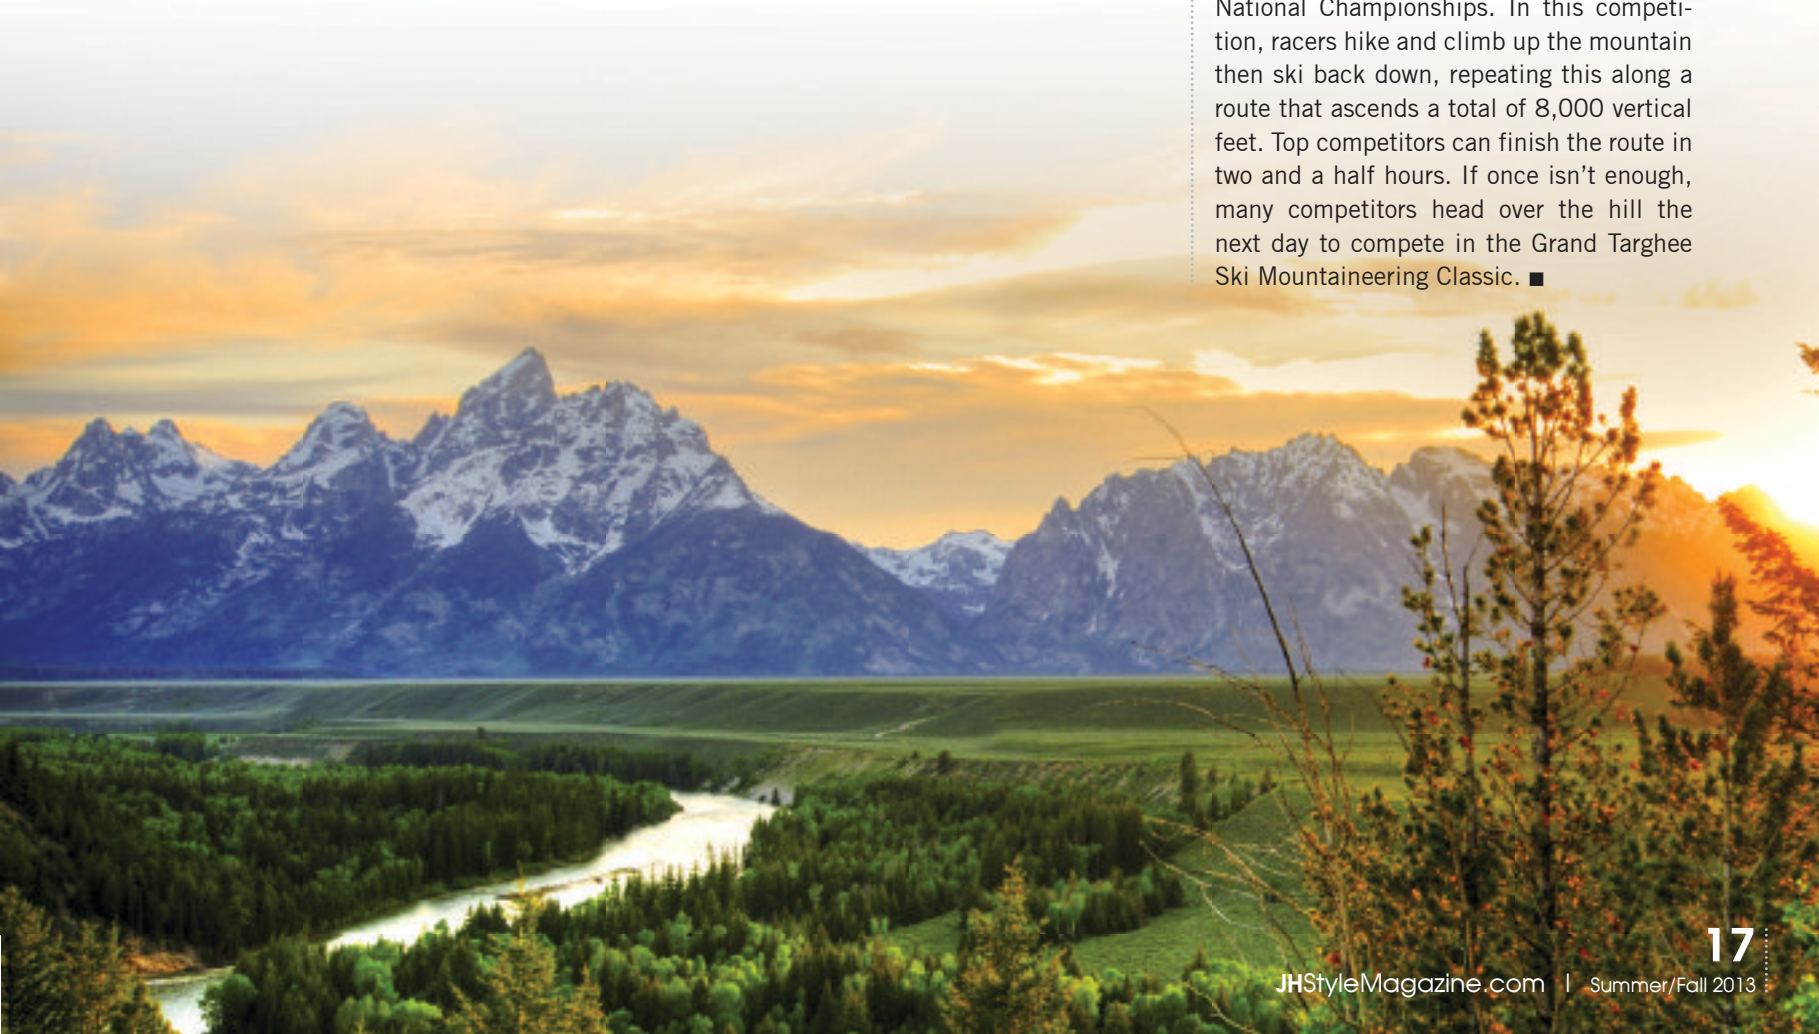 National Championships. In this competi-
tion, racers hike and climb up the mountain
then ski back down, repeating this along a
route that ascends a total of 8,000 vertical
feet. Top competitors can finish the route in
two and a half hours. If once isn’t enough,
many competitors head over the hill the
next day to compete in the Grand Targhee
Ski Mountaineering Classic. ■
17
JHStyleMagazine.com | Summer/Fall 2013